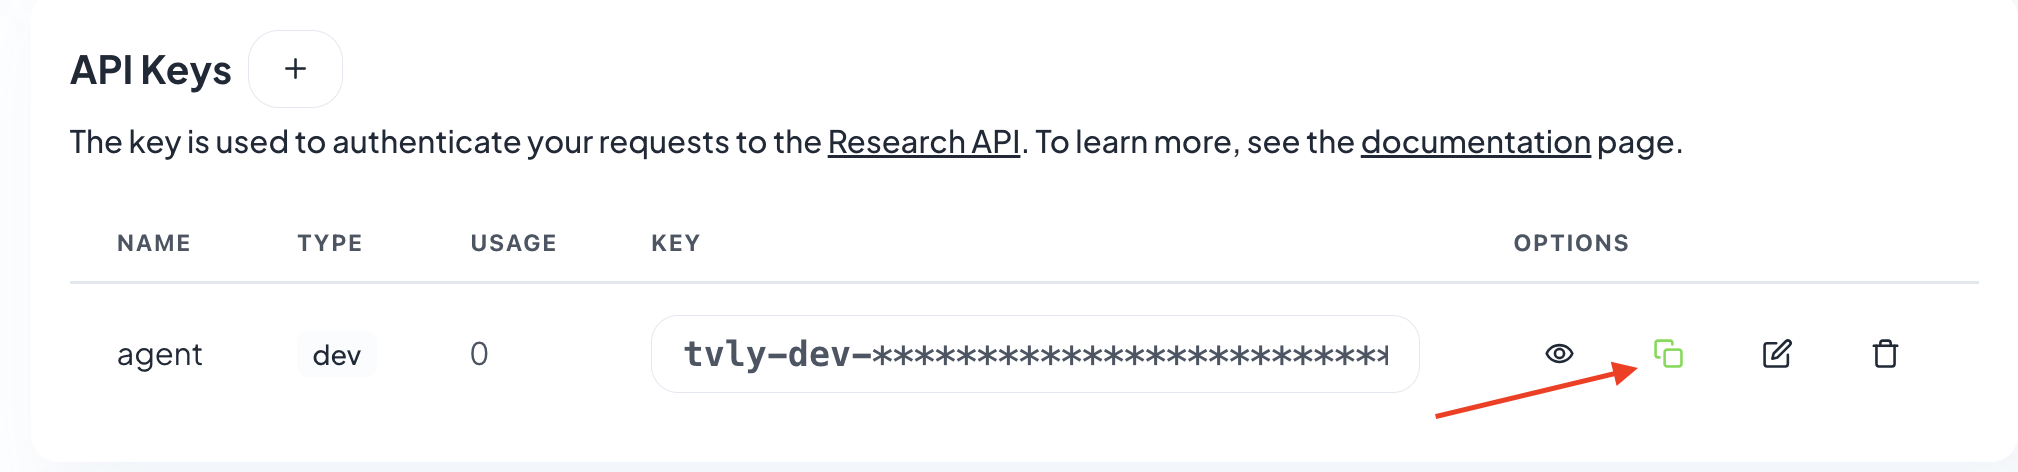 API Keys +
The key is used to authenticate your requests to the Research API. To learn more, see the documentation page.
NAME TYPE USAGE KEY OPTIONS
agent dev 0 tvly-dev-*************************